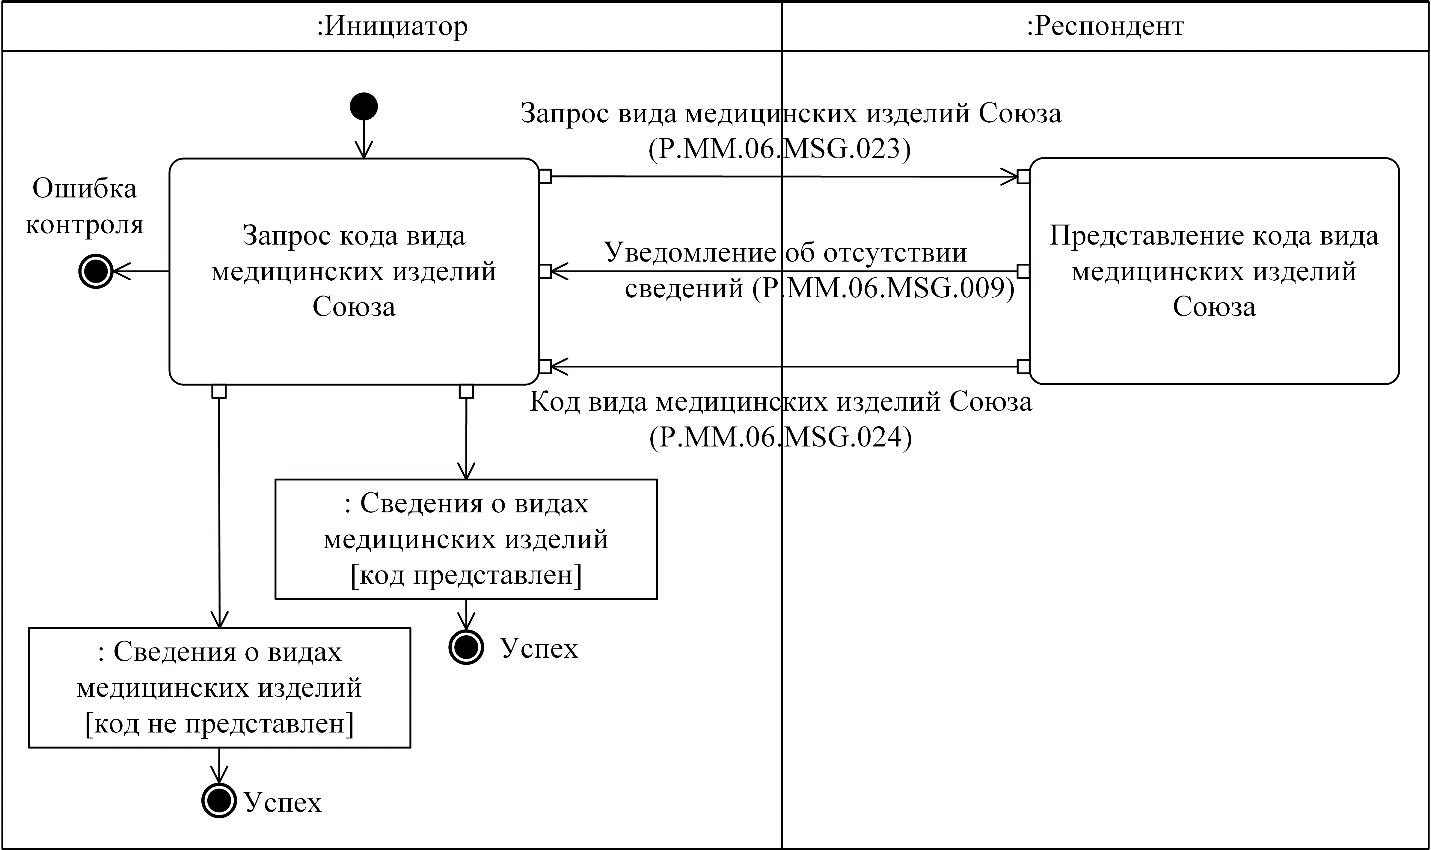 :Инициатор
:Респондент
Запрос вида медицинских изделий Союза
(P.MM.06.MSG.023)
Ошибка
контроля
Запрос кода вида
медицинских изделий
Союза
Уведомление об отсутствии
сведений (P.MM.06.MSG.009)
Представление кода вида
медицинских изделий
Союза
Код вида медицинских изделий Союза
(P.MM.06.MSG.024)
: Сведения о видах
медицинских изделий
[код представлен]
Успех
: Сведения о видах
медицинских изделий
[код не представлен]
Успех